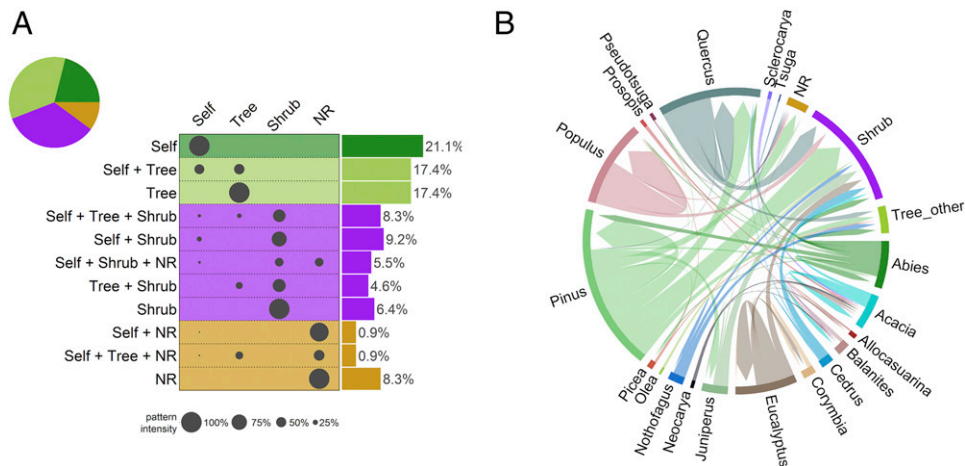 A
Self
Tree
Shrub
NR
Self
21.1%
Self + Tree
17.4%
Tree
17.4%
Self + Tree + Shrub
8.3%
Self + Shrub
9.2%
Self + Shrub + NR
5.5%
Tree + Shrub
4.6%
Shrub
6.4%
Self + NR
0.9%
Self + Tree + NR
0.9%
NR
8.3%
pattern
intensity
100%
75%
50%
25%
B
Pseudotsuga
Prosopis
Quercus
Sclerocarya
Tsuga
NR
Shrub
Tree_other
Abies
Acacia
Allocasuarina
Balanites
Cedrus
Corymbia
Eucalyptus
Juniperus
Neocarya
Nothofagus
Olea
Picea
Pinus
Populus